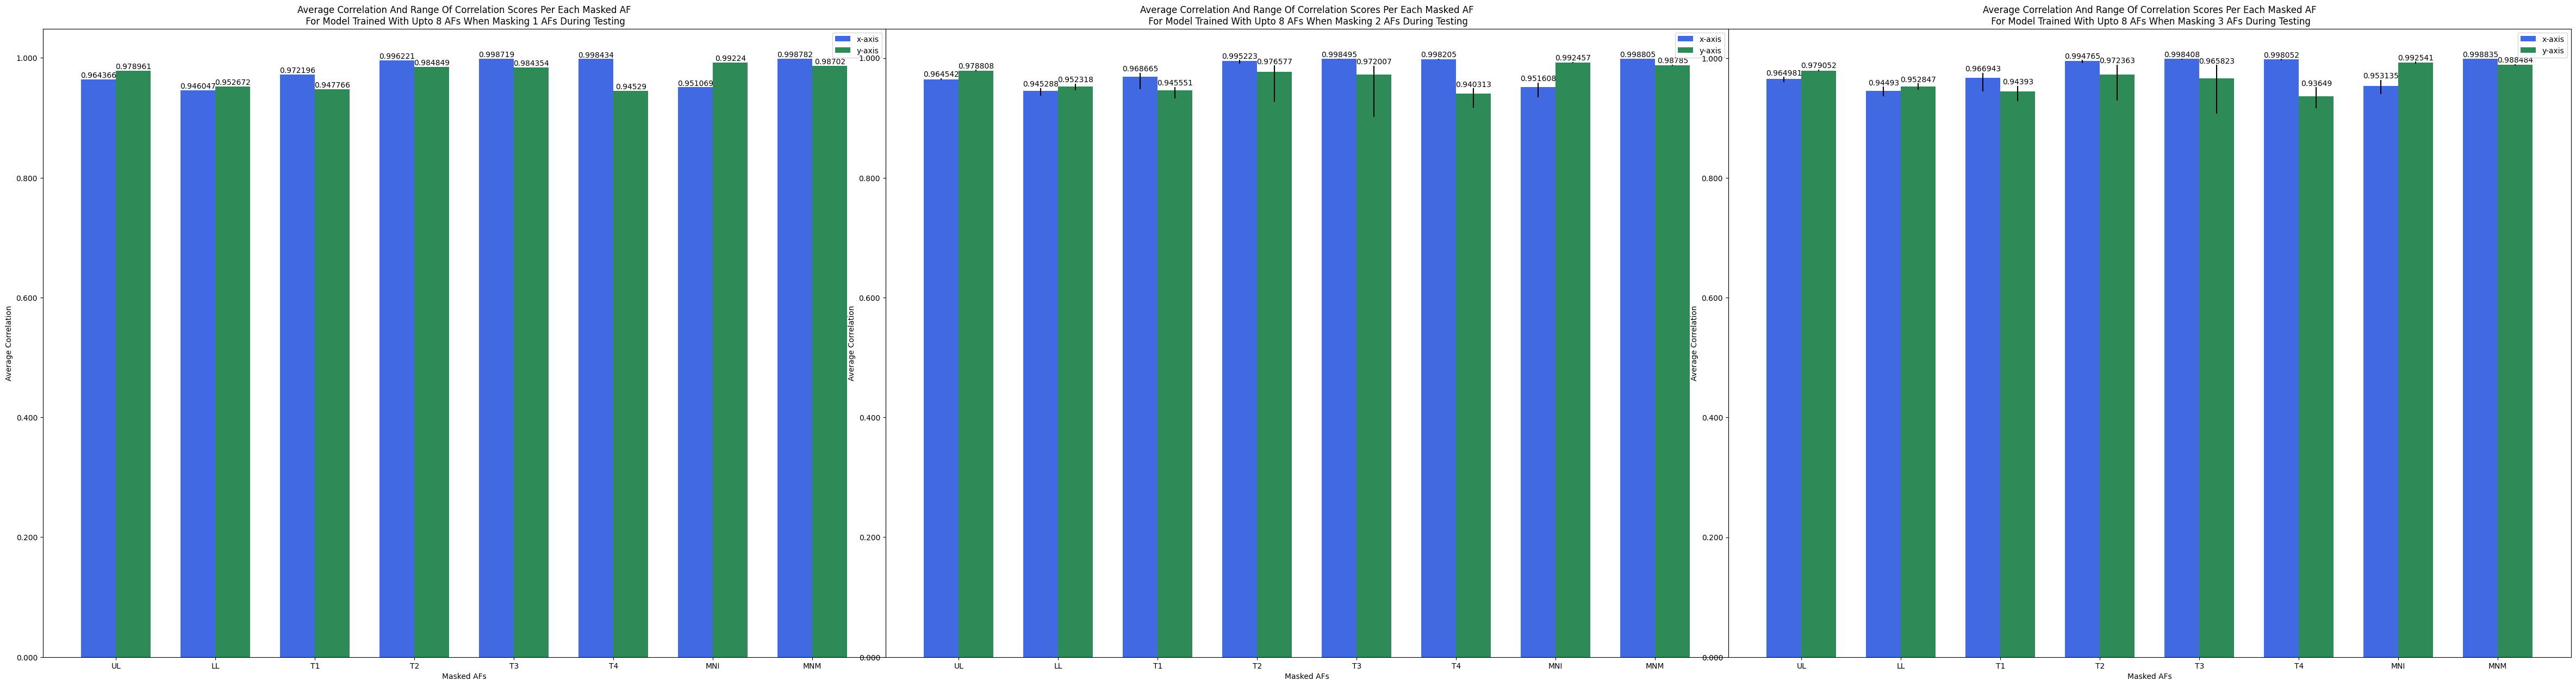 Average Correlation And Range Of Correlation Scores Per Each Masked AF
For Model Trained With Upto 8 AFs When Masking 1 AFs During Testing
x-axis
y-axis
1.000
0.800
0.600
0.400
0.200
0.000
Average Correlation
0.964366
0.978961
0.946047
0.952672
0.972196
0.947766
0.996221
0.984849
0.998719
0.984354
0.998434
0.94529
0.951069
0.99224
0.998782
0.98702
UL
LL
T1
T2
T3
T4
MNI
MNM
Masked AFs
Average Correlation And Range Of Correlation Scores Per Each Masked AF
For Model Trained With Upto 8 AFs When Masking 2 AFs During Testing
x-axis
y-axis
1.000
0.800
0.600
0.400
0.200
0.000
Average Correlation
0.964542
0.978808
0.945288
0.952318
0.968665
0.945551
0.995223
0.976577
0.998495
0.972007
0.998205
0.940313
0.951608
0.992457
0.998805
0.98785
UL
LL
T1
T2
T3
T4
MNI
MNM
Masked AFs
Average Correlation And Range Of Correlation Scores Per Each Masked AF
For Model Trained With Upto 8 AFs When Masking 3 AFs During Testing
x-axis
y-axis
1.000
0.800
0.600
0.400
0.200
0.000
Average Correlation
0.964981
0.979052
0.94493
0.952847
0.966943
0.94393
0.994765
0.972363
0.998408
0.965823
0.998052
0.93649
0.953135
0.992541
0.998835
0.988484
UL
LL
T1
T2
T3
T4
MNI
MNM
Masked AFs